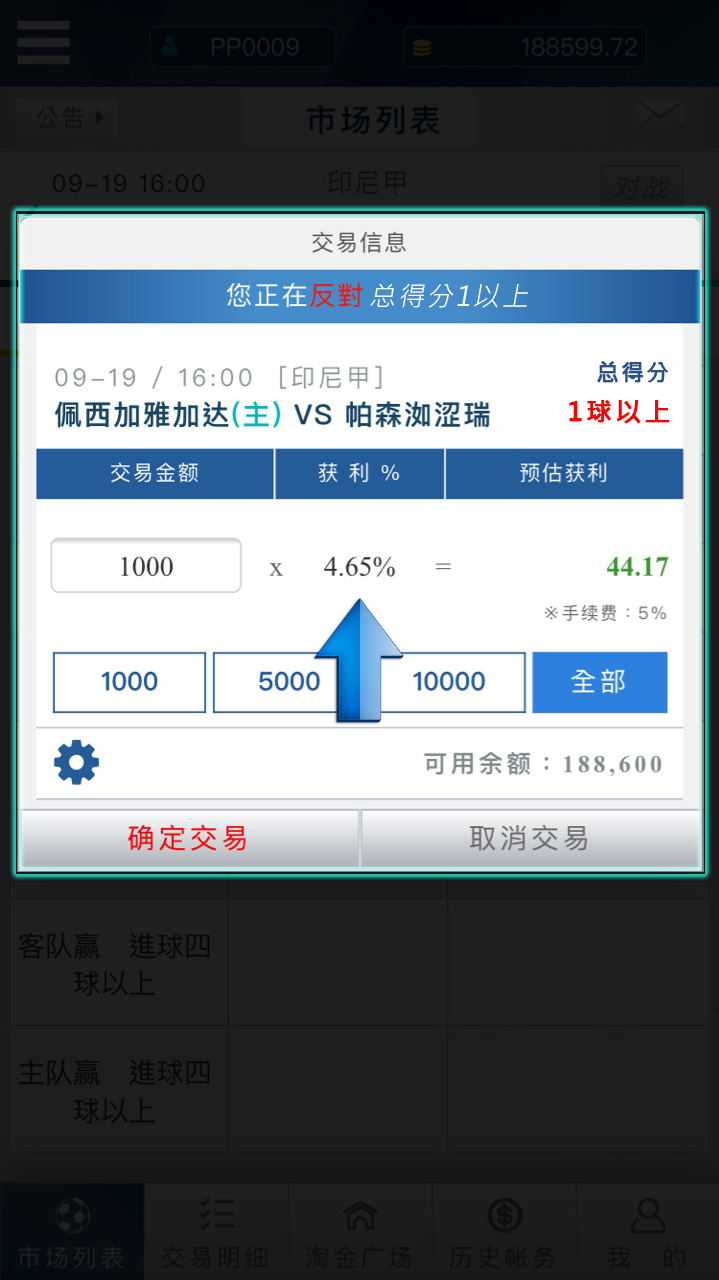 PP0009
188599.72
公告
市场列表
09-19 16:00
印尼甲
对战
交易信息
您正在反對 总得分1以上
09-19 / 16:00 [印尼甲]
总得分
佩西加雅加达(主) VS 帕森洳涩瑞
1球以上
交易金额
获 利 %
预估获利
1000 x 4.65% = 44.17
※手续费：5%
1000
5000
10000
全部
可用余额：188,600
确定交易
取消交易
客队赢 進球四
球以上
主队赢 進球四
球以上
市场列表
交易明细
淘金广场
历史帐务
我 的